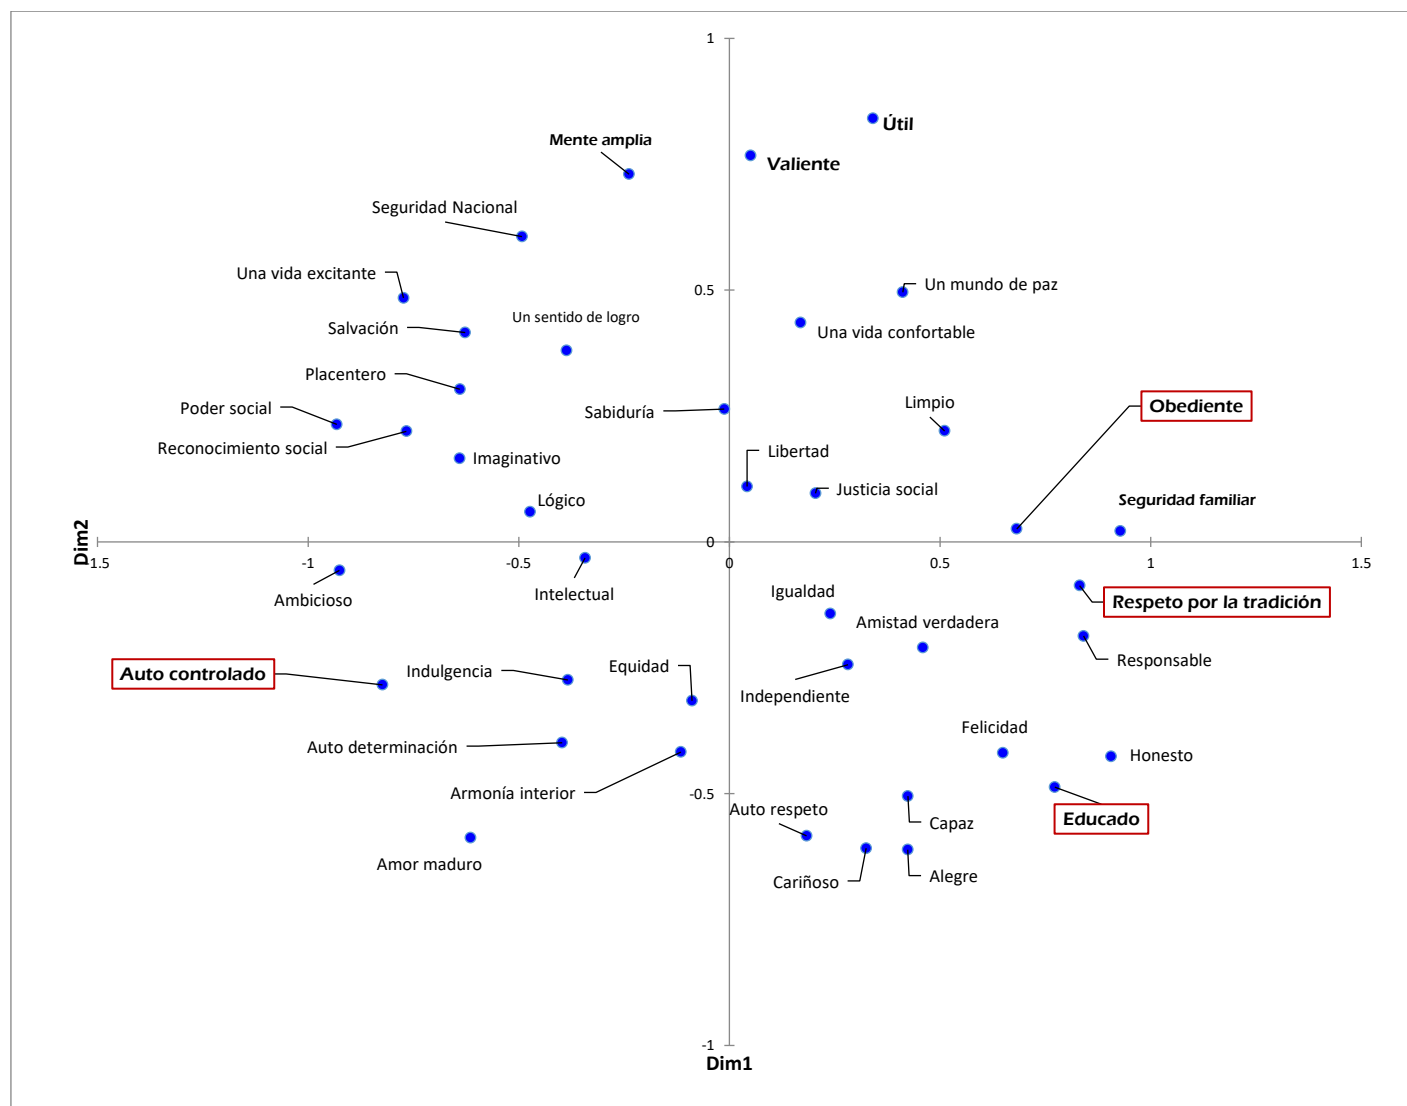 1
Útil
Mente amplia
Valiente
Seguridad Nacional
Una vida excitante
Un mundo de paz
0.5
Un sentido de logro
Salvación
Una vida confortable
Placentero
Poder social
Sabiduría
Limpio
Obediente
Reconocimiento social
Imaginativo
Libertad
Lógico
Justicia social
Seguridad familiar
Dim2
0
1.5
-1
-0.5
0
0.5
1
1.5
Ambicioso
Intelectual
Igualdad
Respeto por la tradición
Amistad verdadera
Responsable
Auto controlado
Indulgencia
Equidad
Independiente
Felicidad
Auto determinación
Honesto
Armonía interior
-0.5
Auto respeto
Capaz
Educado
Amor maduro
Cariñoso
Alegre
-1
Dim1